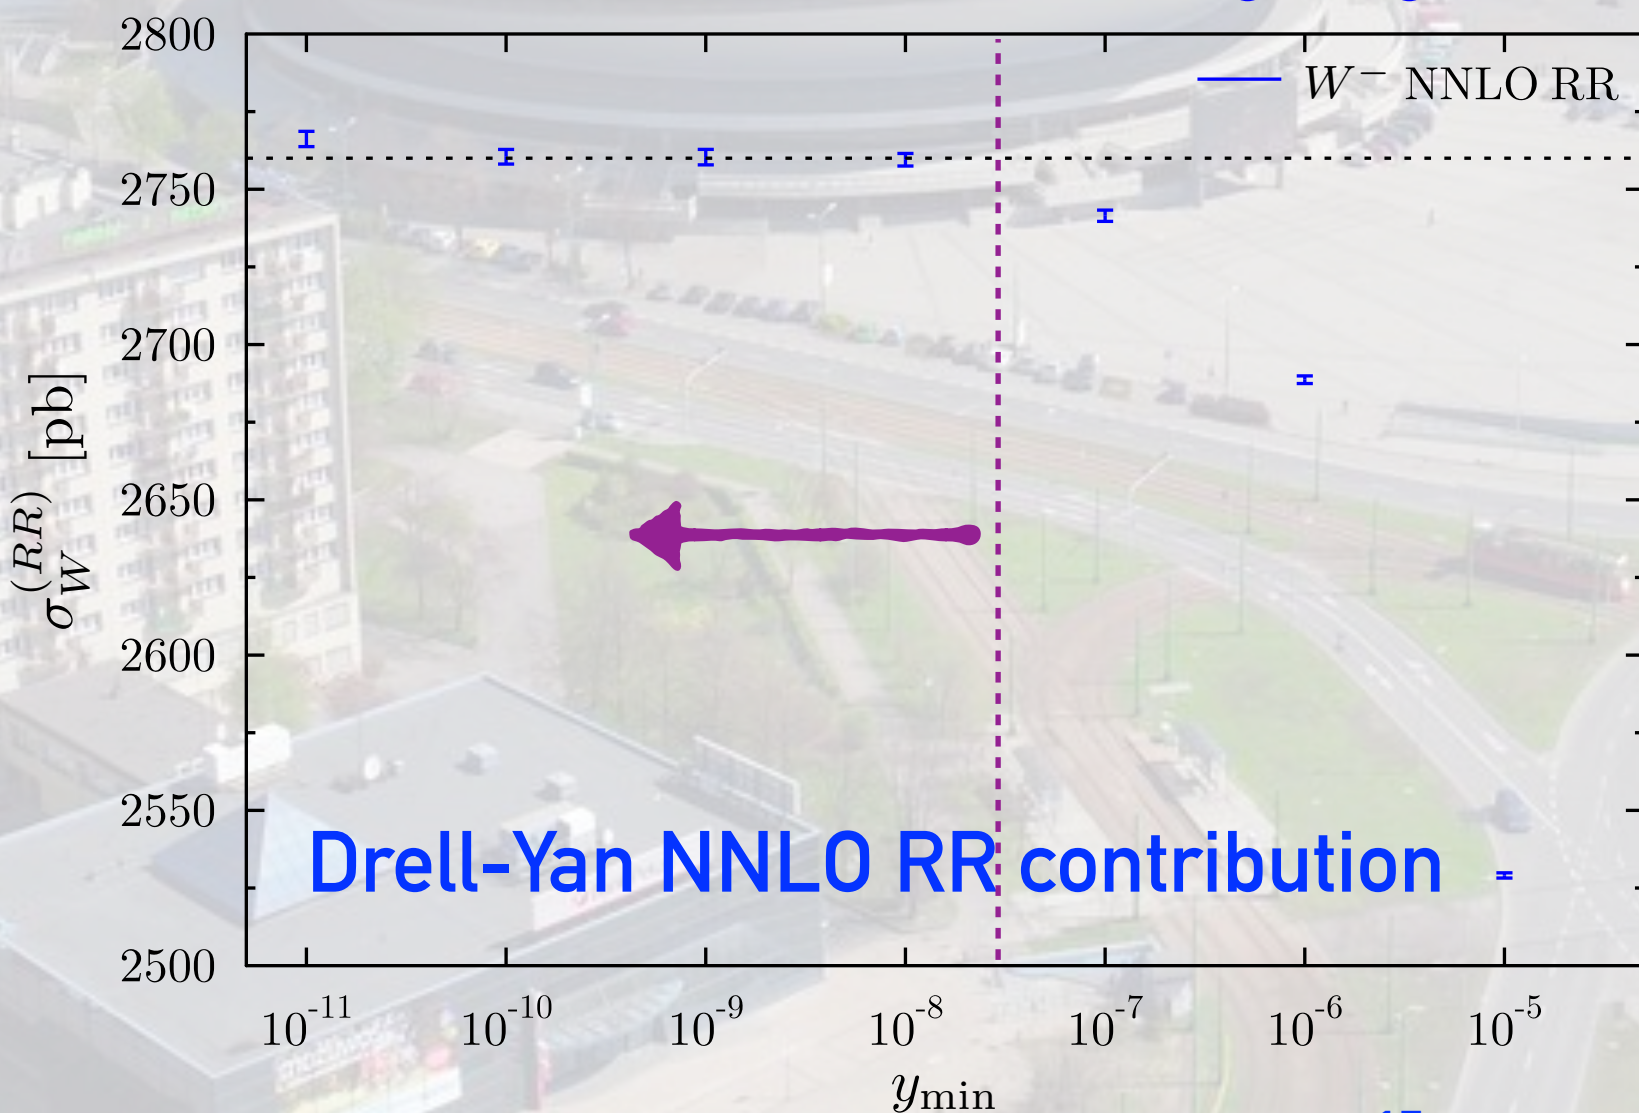 2800
W⁻ NNLO RR
2750
2700
2650
2600
2550
2500
σ_W^(RR) [pb]
Drell-Yan NNLO RR contribution
10^-11 10^-10 10^-9 10^-8 10^-7 10^-6 10^-5
y_min